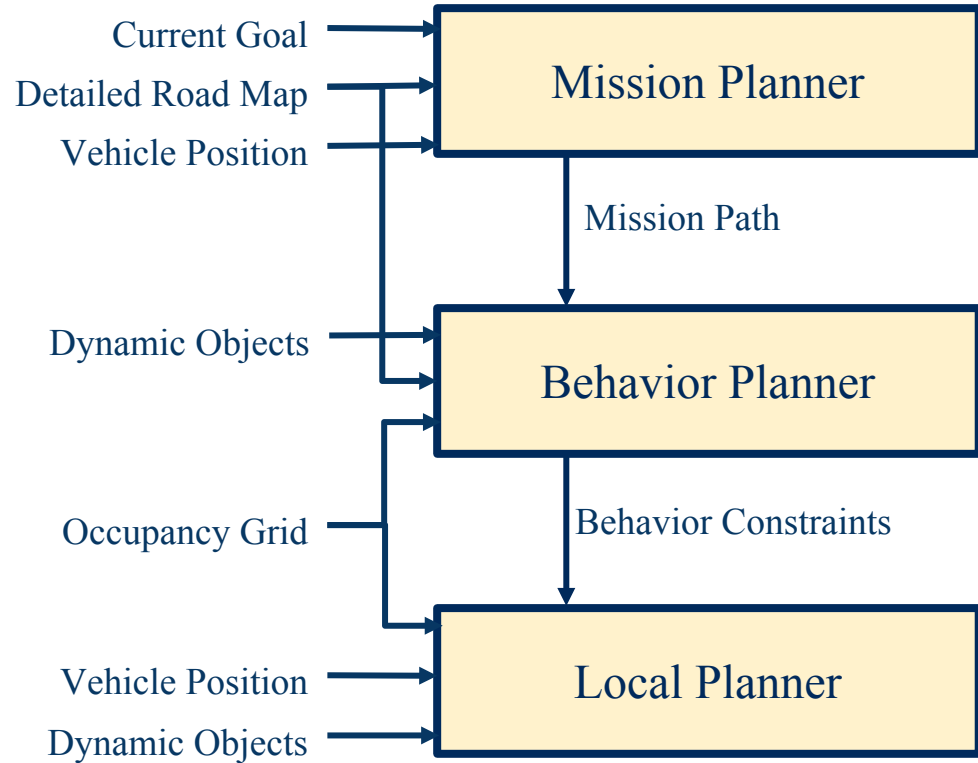 Current Goal
Mission Planner
Detailed Road Map
Vehicle Position
Mission Path
Dynamic Objects
Behavior Planner
Occupancy Grid
Behavior Constraints
Vehicle Position
Local Planner
Dynamic Objects